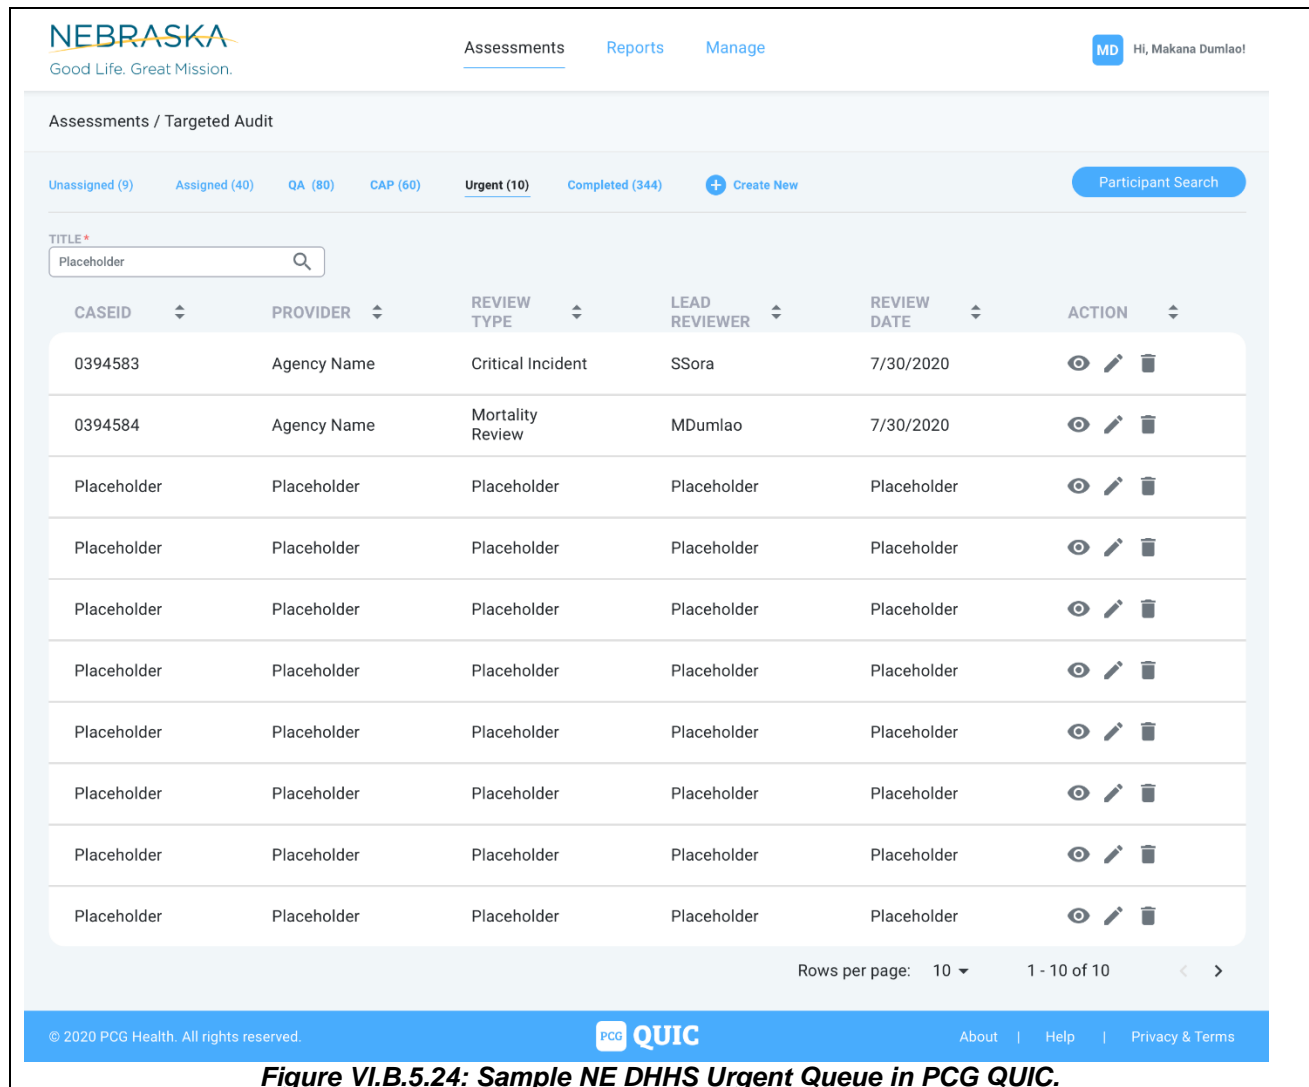 NEBRASKA
Good Life. Great Mission.
Assessments Reports Manage
MD Hi, Makana Dumlao!
Assessments / Targeted Audit
Unassigned (9) Assigned (40) QA (80) CAP (60) Urgent (10) Completed (344) + Create New Participant Search
TITLE*
Placeholder
CASEID PROVIDER REVIEW TYPE LEAD REVIEWER REVIEW DATE ACTION
0394583 Agency Name Critical Incident SSora 7/30/2020
0394584 Agency Name Mortality Review MDumlao 7/30/2020
Placeholder Placeholder Placeholder Placeholder Placeholder
Placeholder Placeholder Placeholder Placeholder Placeholder
Placeholder Placeholder Placeholder Placeholder Placeholder
Placeholder Placeholder Placeholder Placeholder Placeholder
Placeholder Placeholder Placeholder Placeholder Placeholder
Placeholder Placeholder Placeholder Placeholder Placeholder
Placeholder Placeholder Placeholder Placeholder Placeholder
Placeholder Placeholder Placeholder Placeholder Placeholder
Rows per page: 10 1 - 10 of 10 < >
© 2020 PCG Health. All rights reserved. PCG QUIC About | Help | Privacy & Terms
Figure VI.B.5.24: Sample NE DHHS Urgent Queue in PCG QUIC.